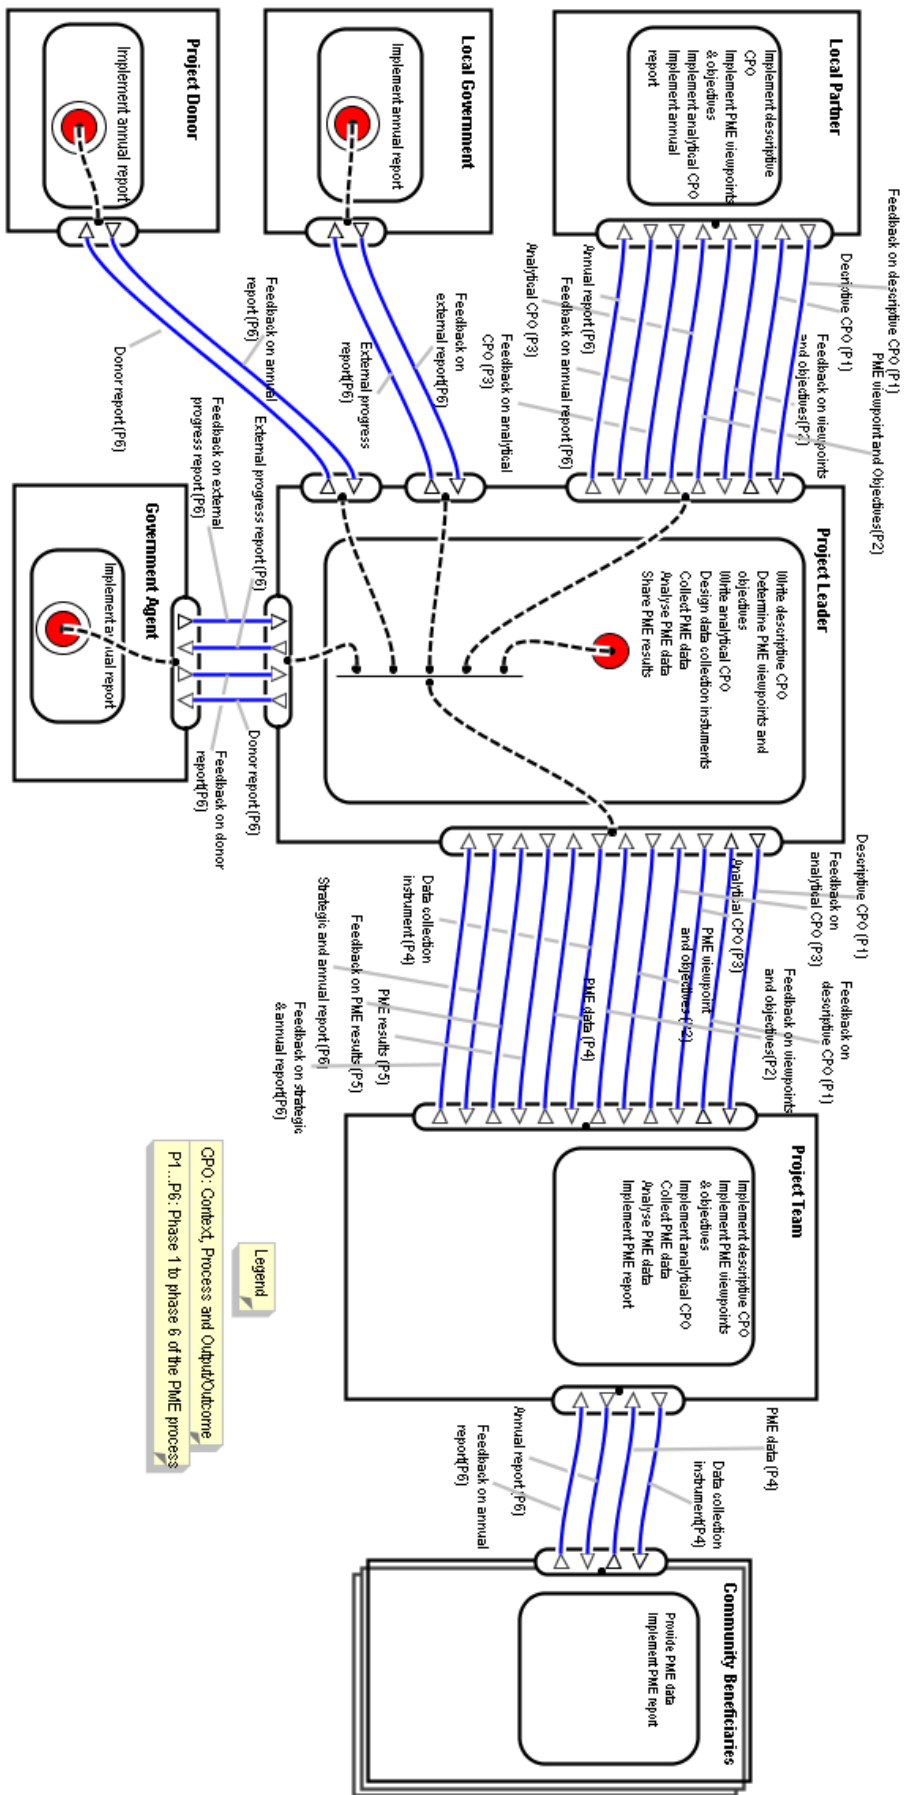 Local Partner
Implement descriptive
CPO
Implement PME viewpoints
& objectives
Implement analytical CPO
Implement annual
report
Local Government
Implement annual report
Project Donor
Implement annual report
Feedback on descriptive CPO (P1)
PME viewpoint and Objectives(P2)
Decriptive CPO (P1)
Feedback on viewpoints
and objectives(P2)
Feedback on analytical
CPO (P3)
Analytical CPO (P3)
Annual report (P6)
Feedback on annual report (P6)
Feedback on
external report(P6)
External progress
report(P6)
Feedback on annual
report(P6)
Donor report (P6)
Project Leader
Write descriptive CPO
Determine PME viewpoints and
objectives
Write analytical CPO
Design data collection instuments
Collect PME data
Analyse PME data
Share PME results
External progress report (P6)
Feedback on external
progress report (P6)
Donor report (P6)
Feedback on donor
report(P6)
Government Agent
Implement annual report
Descriptive CPO (P1)
Feedback on
analytical CPO (P3)
Feedback on
descriptive CPO (P1)
Feedback on viewpoints
and objectives(P2)
Analytical CPO (P3)
PME viewpoint
and objectives (P2)
PME data (P4)
Data collection
instrument (P4)
PME results (P5)
Feedback on PME results (P5)
Strategic and annual report (P6)
Feedback on strategic
& annual report(P6)
Project Team
Implement descriptive CPO
Implement PME viewpoints
& objectives
Implement analytical CPO
Collect PME data
Analyse PME data
Implement PME report
PME data (P4)
Data collection
instrument(P4)
Annual report (P6)
Feedback on annual
report(P6)
Community Beneficiaries
Provide PME data
Implement PME report
Legend
CPO: Context, Process and Output/Outcome
P1...P6: Phase 1 to phase 6 of the PME process